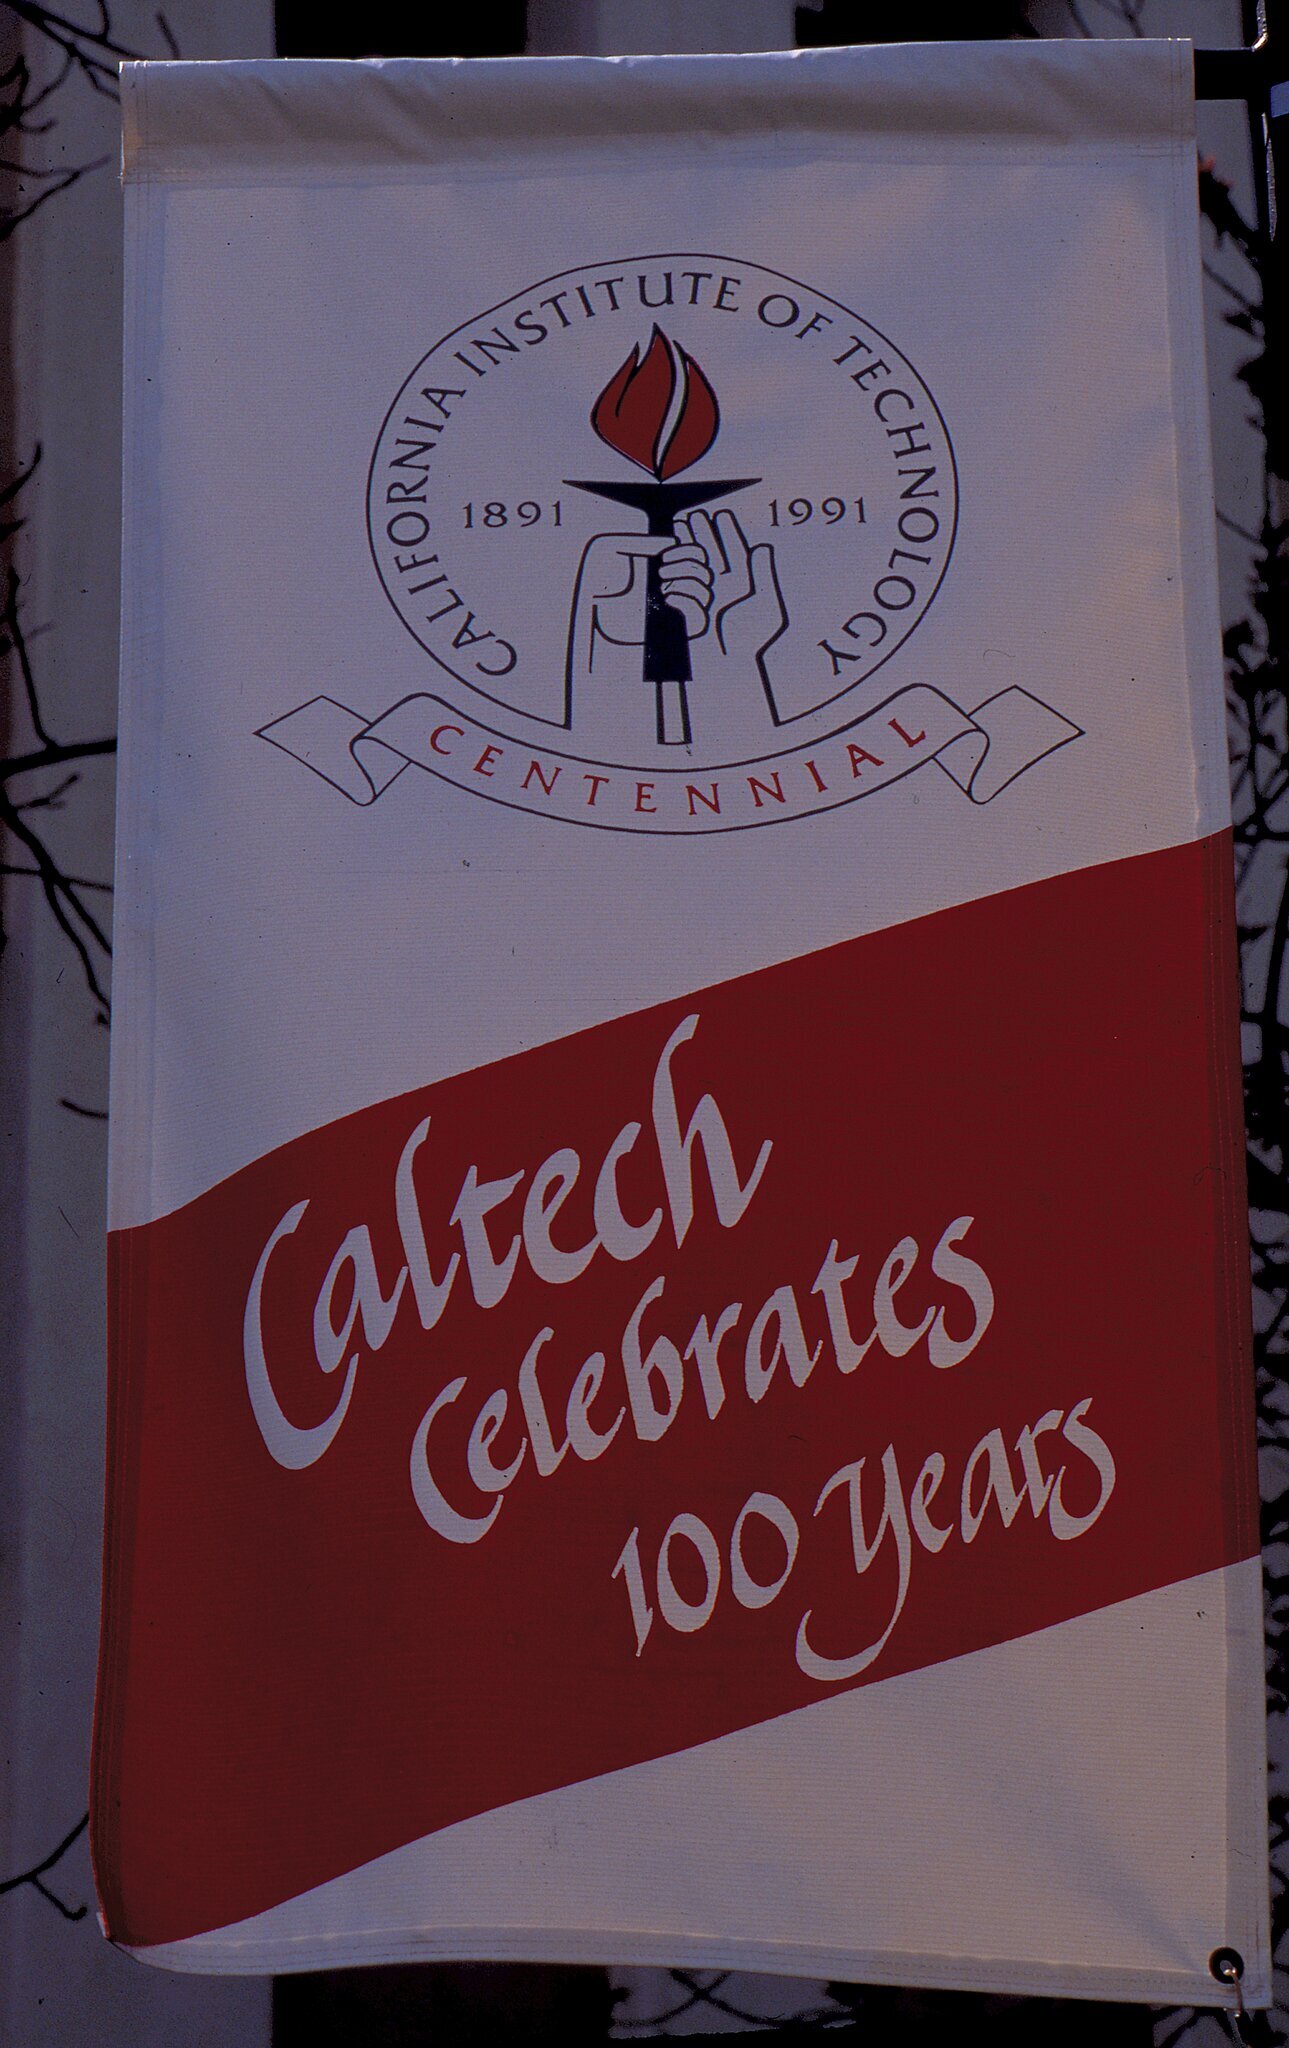 CALIFORNIA INSTITUTE OF TECHNOLOGY
1891 1991
CENTENNIAL
Caltech
Celebrates
100 Years